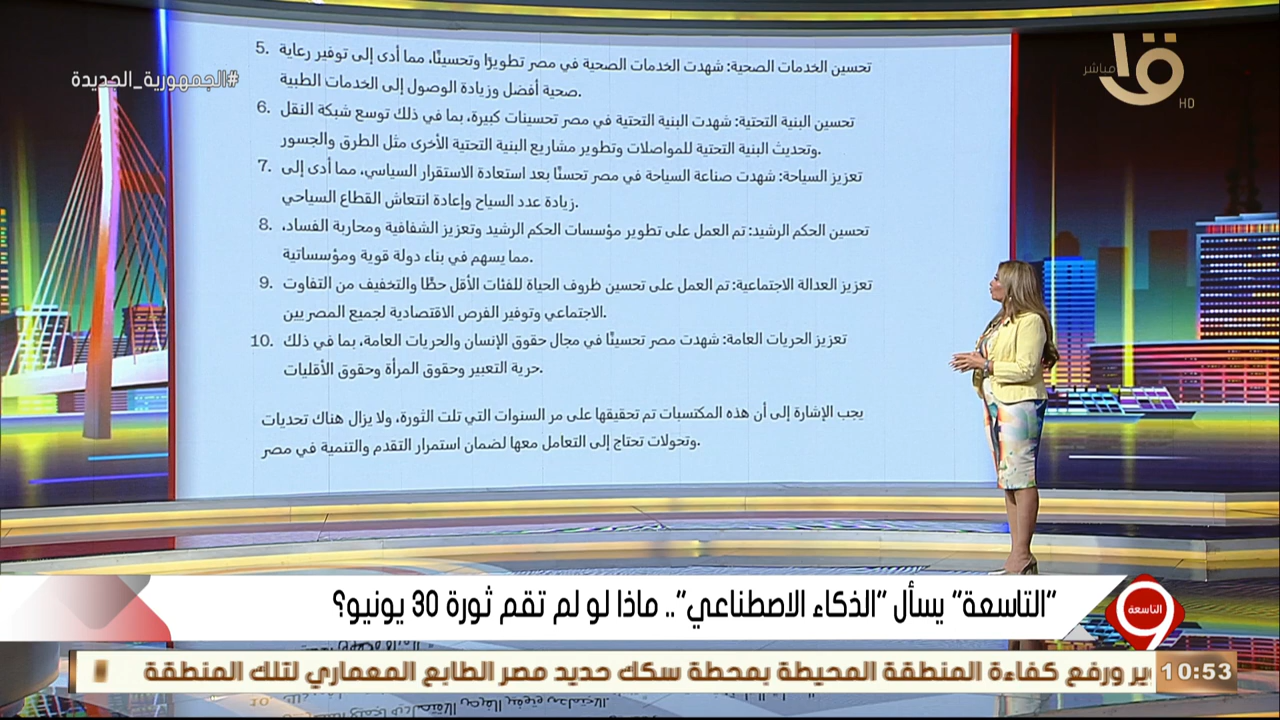 #الجمهورية_الجديدة
مباشر
HD
5. تحسين الخدمات الصحية: شهدت الخدمات الصحية في مصر تطويرًا وتحسينًا، مما أدى إلى توفير رعاية
صحية أفضل وزيادة الوصول إلى الخدمات الطبية.
6. تحسين البنية التحتية: شهدت البنية التحتية في مصر تحسينات كبيرة، بما في ذلك توسع شبكة النقل
وتحديث البنية التحتية للمواصلات وتطوير مشاريع البنية التحتية الأخرى مثل الطرق والجسور.
7. تعزيز السياحة: شهدت صناعة السياحة في مصر تحسنًا بعد استعادة الاستقرار السياسي، مما أدى إلى
زيادة عدد السياح وإعادة انتعاش القطاع السياحي.
8. تحسين الحكم الرشيد: تم العمل على تطوير مؤسسات الحكم الرشيد وتعزيز الشفافية ومحاربة الفساد،
مما يسهم في بناء دولة قوية ومؤسساتية.
9. تعزيز العدالة الاجتماعية: تم العمل على تحسين ظروف الحياة للفئات الأقل حظًا والتخفيف من التفاوت
الاجتماعي وتوفير الفرص الاقتصادية لجميع المصريين.
10. تعزيز الحريات العامة: شهدت مصر تحسينًا في مجال حقوق الإنسان والحريات العامة، بما في ذلك
حرية التعبير وحقوق المرأة وحقوق الأقليات.
يجب الإشارة إلى أن هذه المكتسبات تم تحقيقها على مر السنوات التي تلت الثورة، ولا يزال هناك تحديات
وتحولات تحتاج إلى التعامل معها لضمان استمرار التقدم والتنمية في مصر.
"التاسعة" يسأل "الذكاء الاصطناعي".. ماذا لو لم تقم ثورة 30 يونيو؟
التاسعة
9
10:53
ورفع كفاءة المنطقة المحيطة بمحطة سكك حديد مصر الطابع المعماري لتلك المنطقة